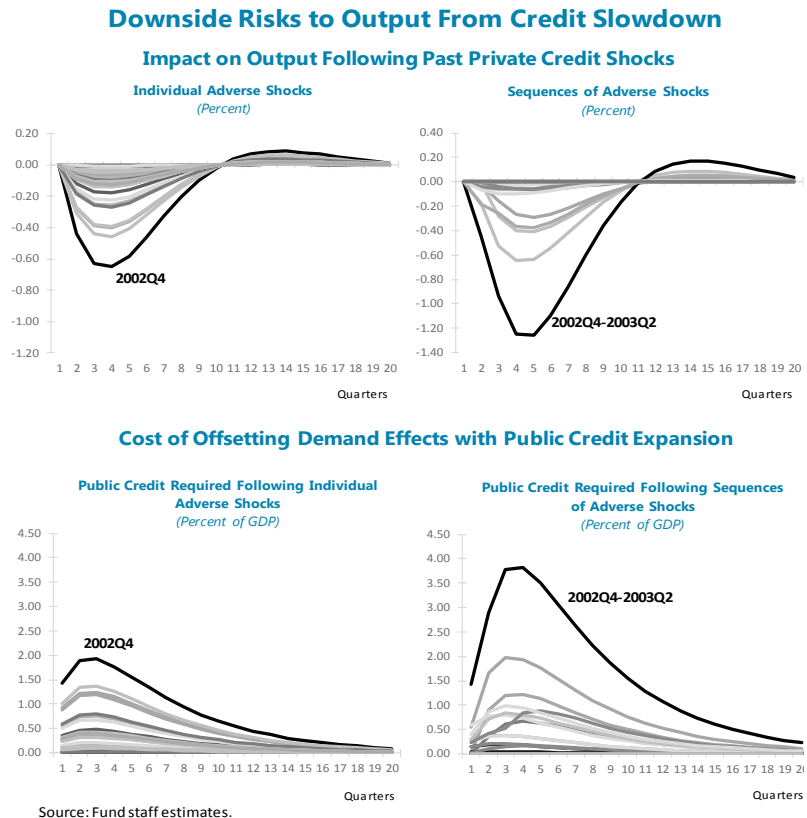 Downside Risks to Output From Credit Slowdown
Impact on Output Following Past Private Credit Shocks
Individual Adverse Shocks
(Percent)
0.20
0.00
-0.20
-0.40
-0.60
-0.80
-1.00
-1.20
2002Q4
1 2 3 4 5 6 7 8 9 10 11 12 13 14 15 16 17 18 19 20
Quarters
Sequences of Adverse Shocks
(Percent)
0.40
0.20
0.00
-0.20
-0.40
-0.60
-0.80
-1.00
-1.20
-1.40
2002Q4-2003Q2
1 2 3 4 5 6 7 8 9 10 11 12 13 14 15 16 17 18 19 20
Quarters
Cost of Offsetting Demand Effects with Public Credit Expansion
Public Credit Required Following Individual
Adverse Shocks
(Percent of GDP)
4.50
4.00
3.50
3.00
2.50
2.00
1.50
1.00
0.50
0.00
2002Q4
1 2 3 4 5 6 7 8 9 10 11 12 13 14 15 16 17 18 19 20
Quarters
Public Credit Required Following Sequences
of Adverse Shocks
(Percent of GDP)
4.50
4.00
3.50
3.00
2.50
2.00
1.50
1.00
0.50
0.00
2002Q4-2003Q2
1 2 3 4 5 6 7 8 9 10 11 12 13 14 15 16 17 18 19 20
Quarters
Source: Fund staff estimates.